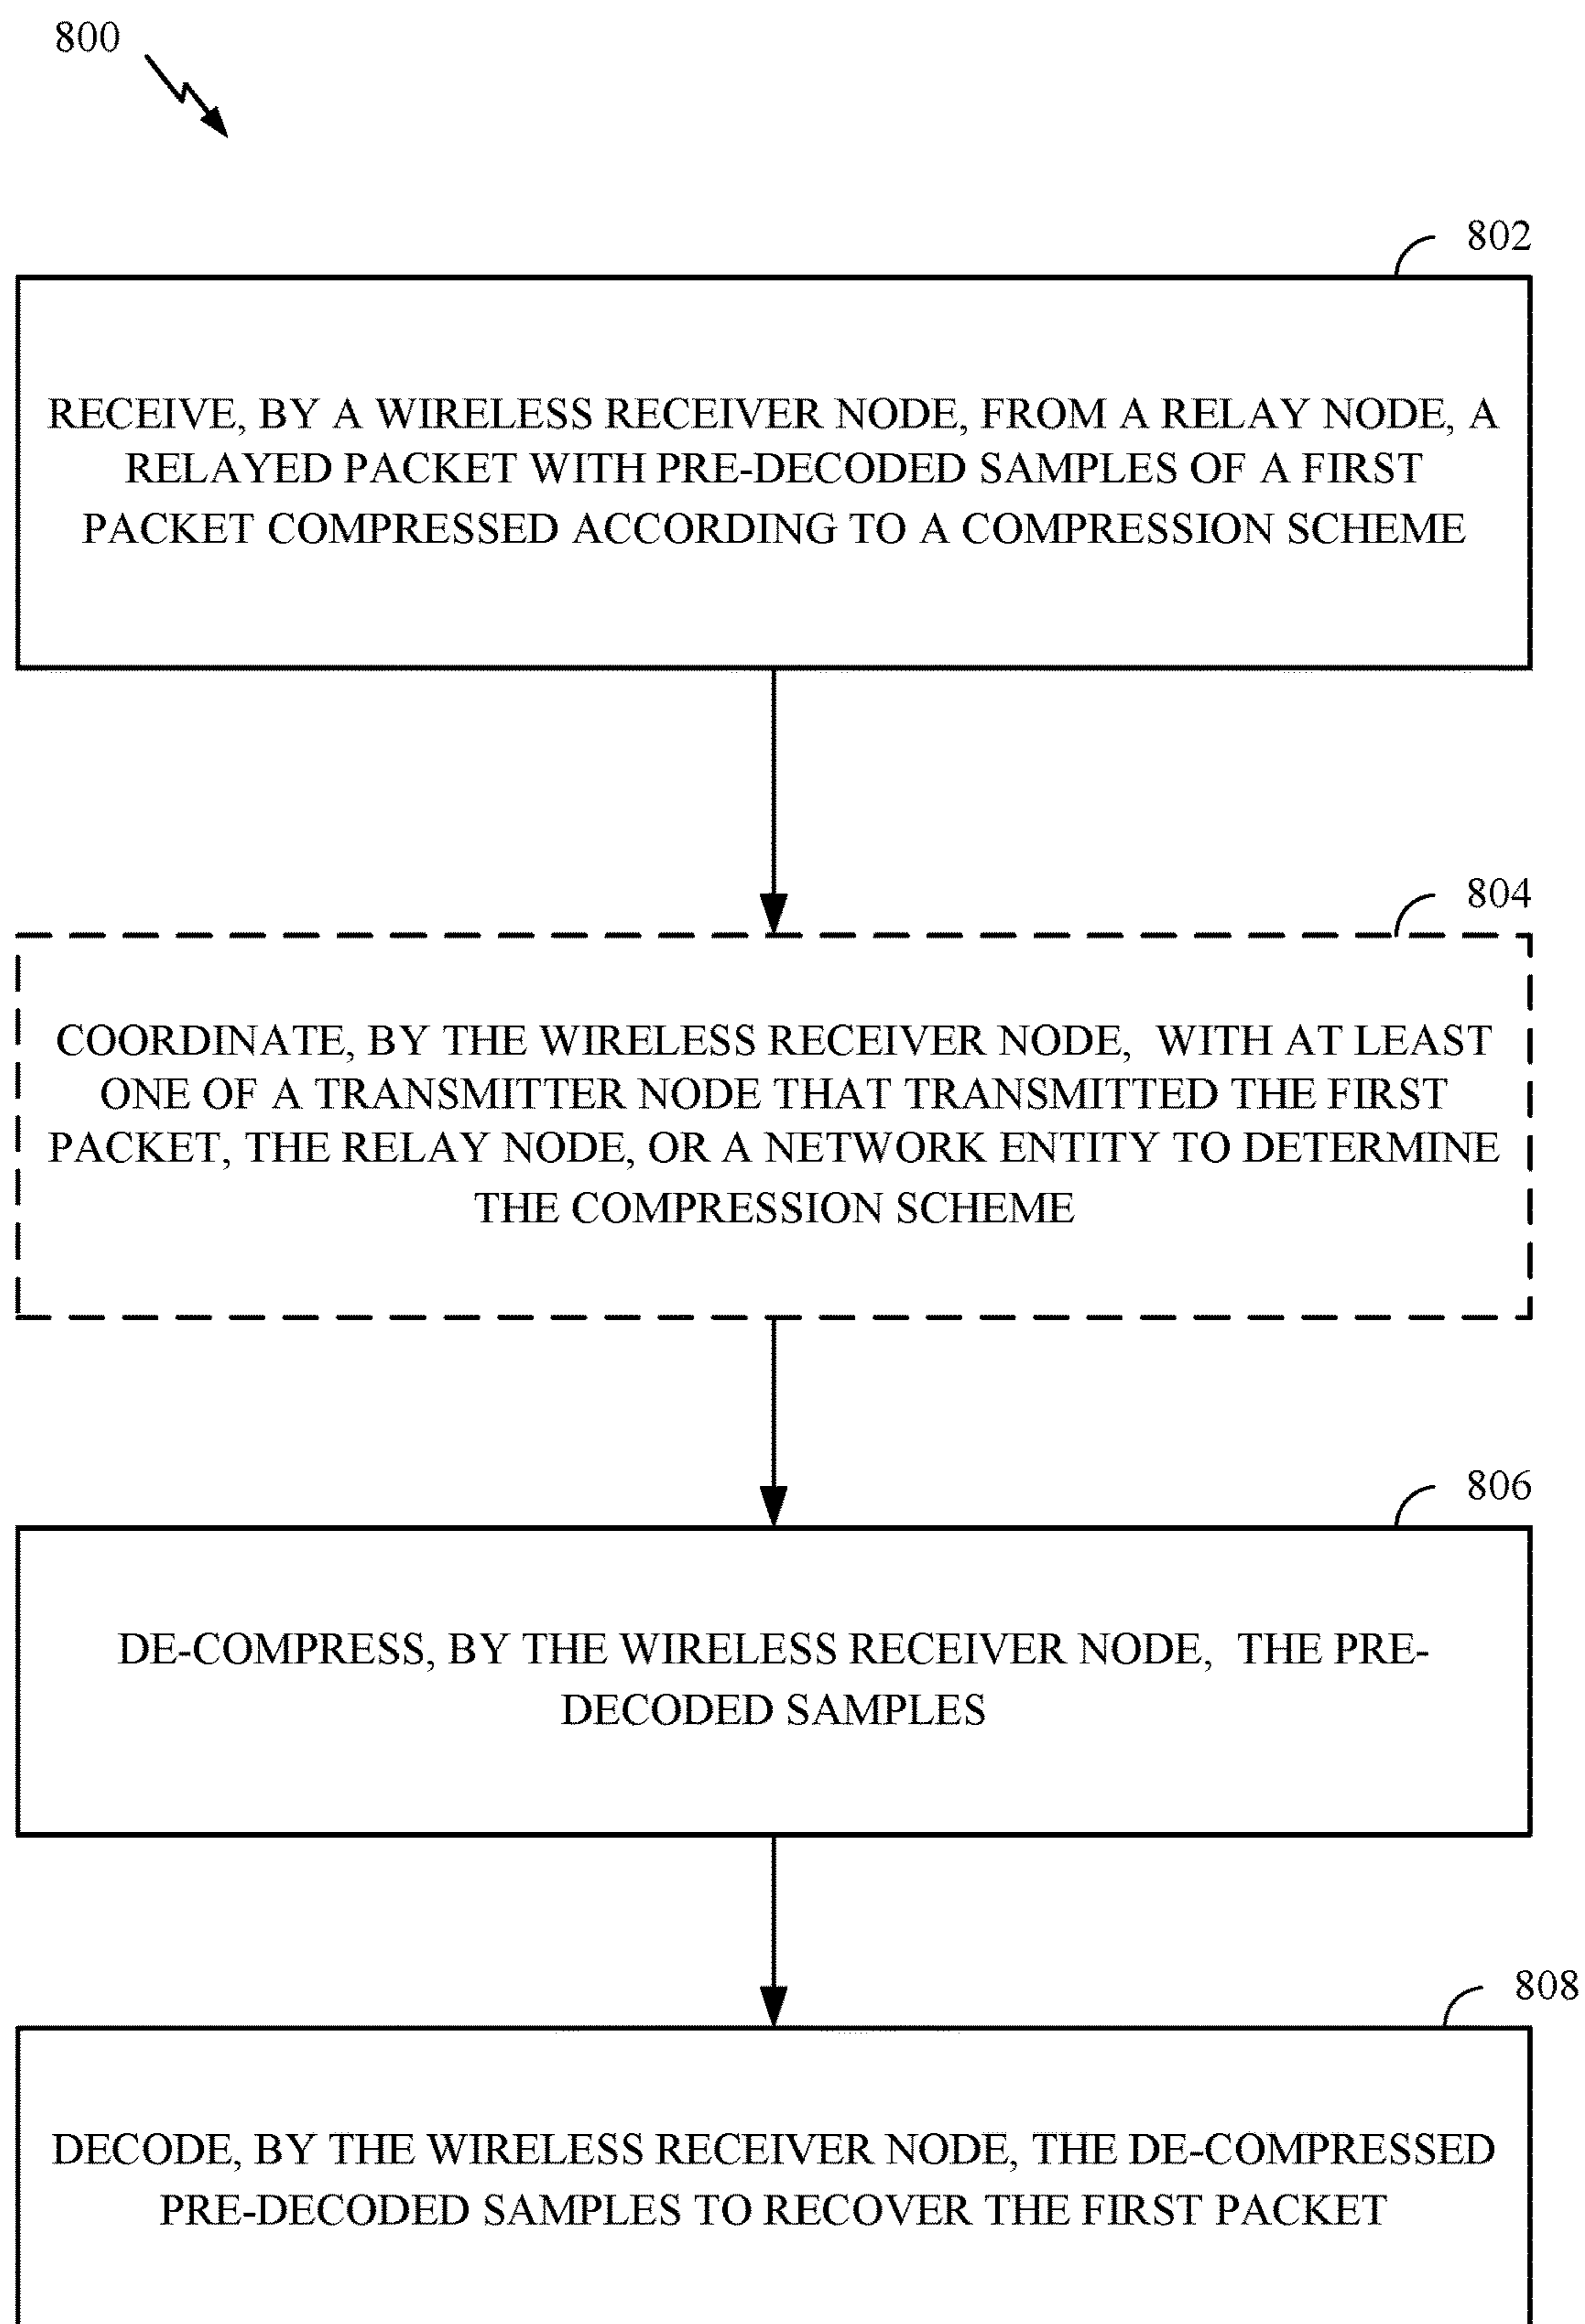 800
802
RECEIVE, BY A WIRELESS RECEIVER NODE, FROM A RELAY NODE, A
RELAYED PACKET WITH PRE-DECODED SAMPLES OF A FIRST
PACKET COMPRESSED ACCORDING TO A COMPRESSION SCHEME
804
COORDINATE, BY THE WIRELESS RECEIVER NODE, WITH AT LEAST
ONE OF A TRANSMITTER NODE THAT TRANSMITTED THE FIRST
PACKET, THE RELAY NODE, OR A NETWORK ENTITY TO DETERMINE
THE COMPRESSION SCHEME
806
DE-COMPRESS, BY THE WIRELESS RECEIVER NODE, THE PRE-
DECODED SAMPLES
808
DECODE, BY THE WIRELESS RECEIVER NODE, THE DE-COMPRESSED
PRE-DECODED SAMPLES TO RECOVER THE FIRST PACKET